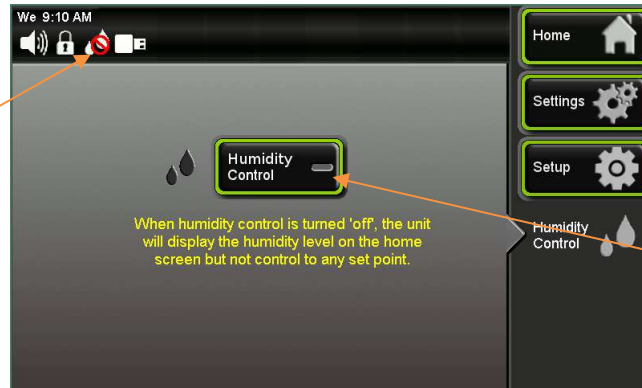 We 9:10 AM
Home
Settings
Setup
Humidity
Control
Humidity
Control
When humidity control is turned 'off', the unit
will display the humidity level on the home
screen but not control to any set point.